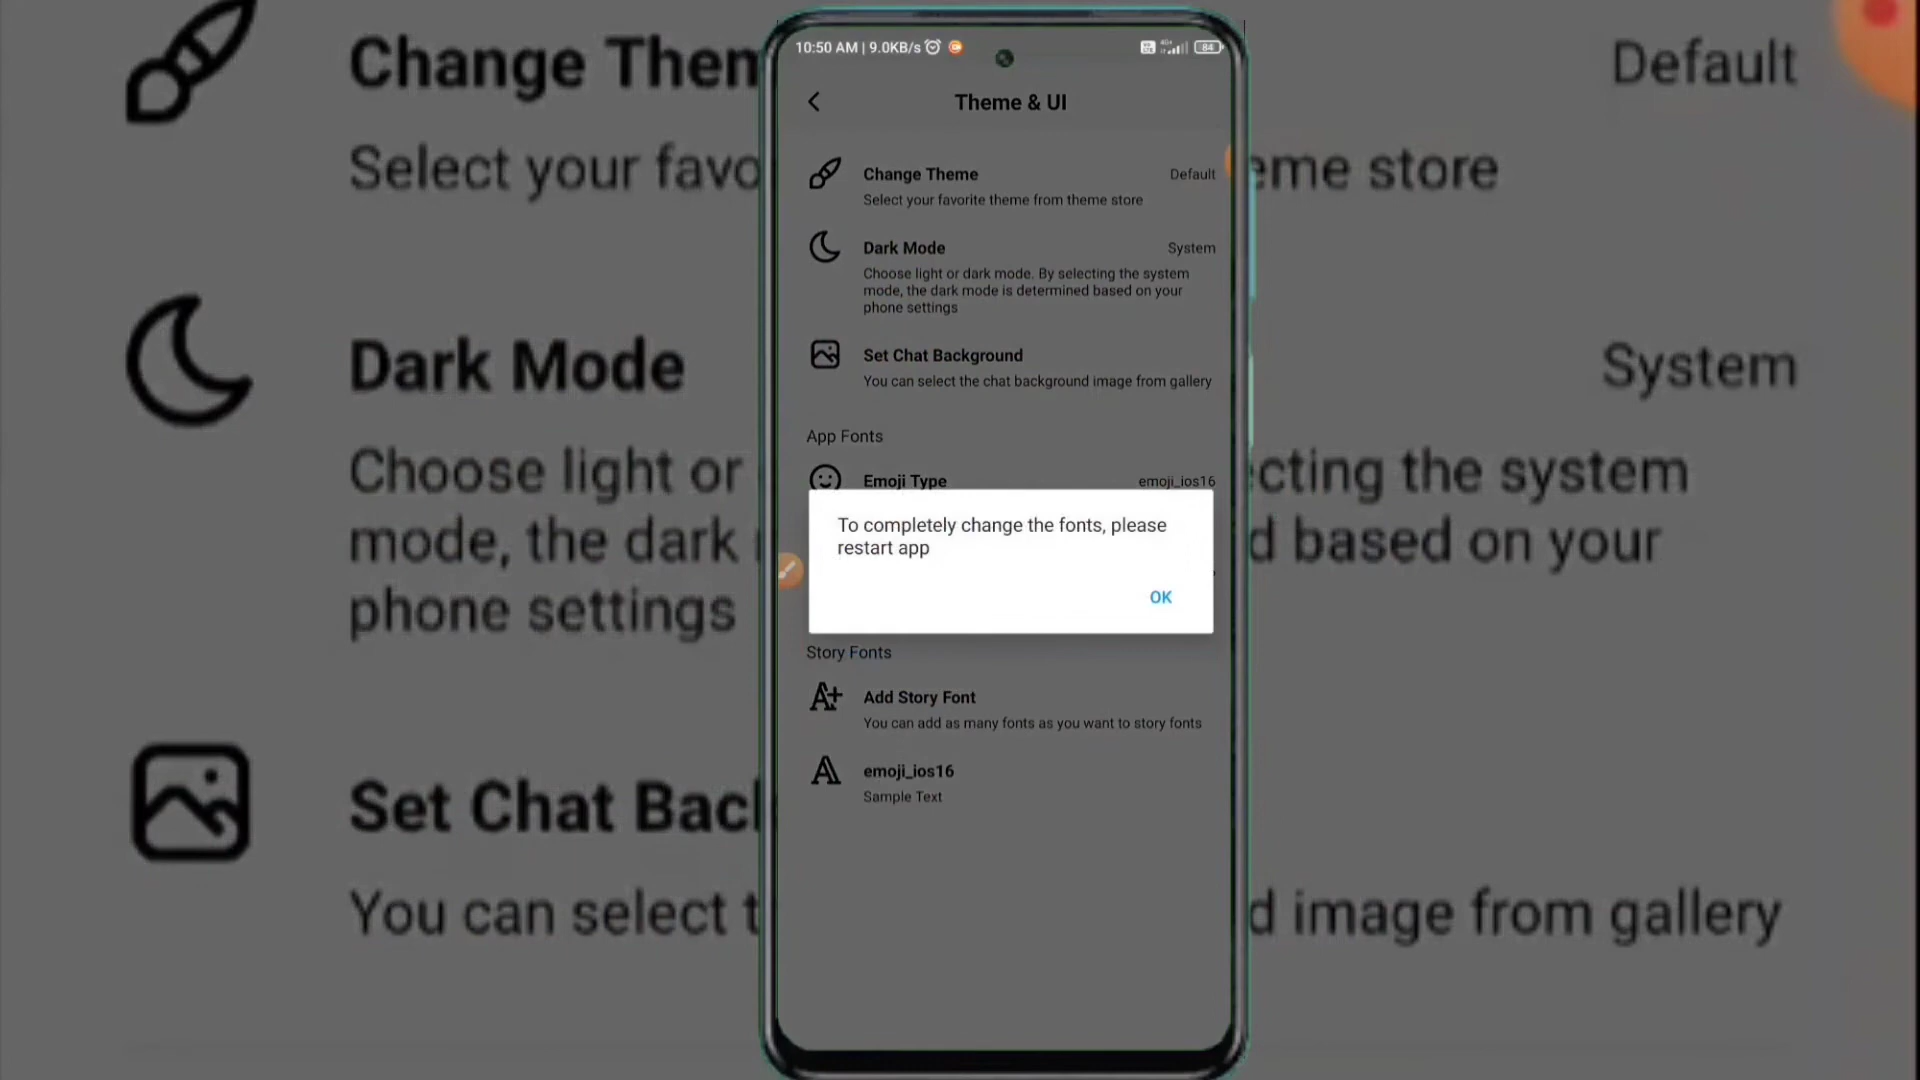 Change Them
Default
Select your favo
eme store
Dark Mode
System
Choose light or
cting the system
mode, the dark
d based on your
phone settings
Set Chat Bac
You can select t
d image from gallery
10:50 AM | 9.0KB/s
84
Theme & UI
Change Theme
Default
Select your favorite theme from theme store
Dark Mode
System
Choose light or dark mode. By selecting the system
mode, the dark mode is determined based on your
phone settings
Set Chat Background
You can select the chat background image from gallery
App Fonts
Emoji Type
emoji_ios16
To completely change the fonts, please
restart app
OK
Story Fonts
Add Story Font
You can add as many fonts as you want to story fonts
emoji_ios16
Sample Text